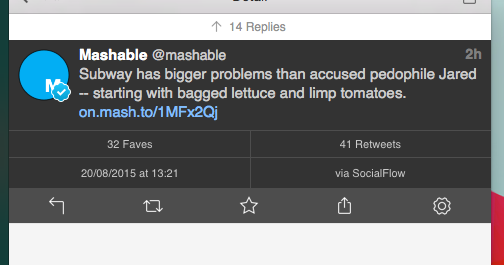 ↑ 14 Replies
Mashable @mashable 2h
Subway has bigger problems than accused pedophile Jared
-- starting with bagged lettuce and limp tomatoes.
on.mash.to/1MFx2Qj
32 Faves 41 Retweets
20/08/2015 at 13:21 via SocialFlow